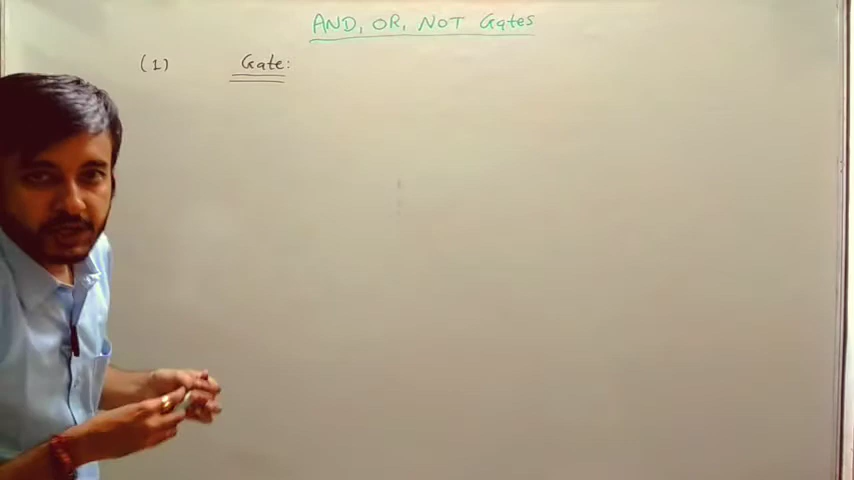 AND, OR, NOT Gates
(1) Gate: